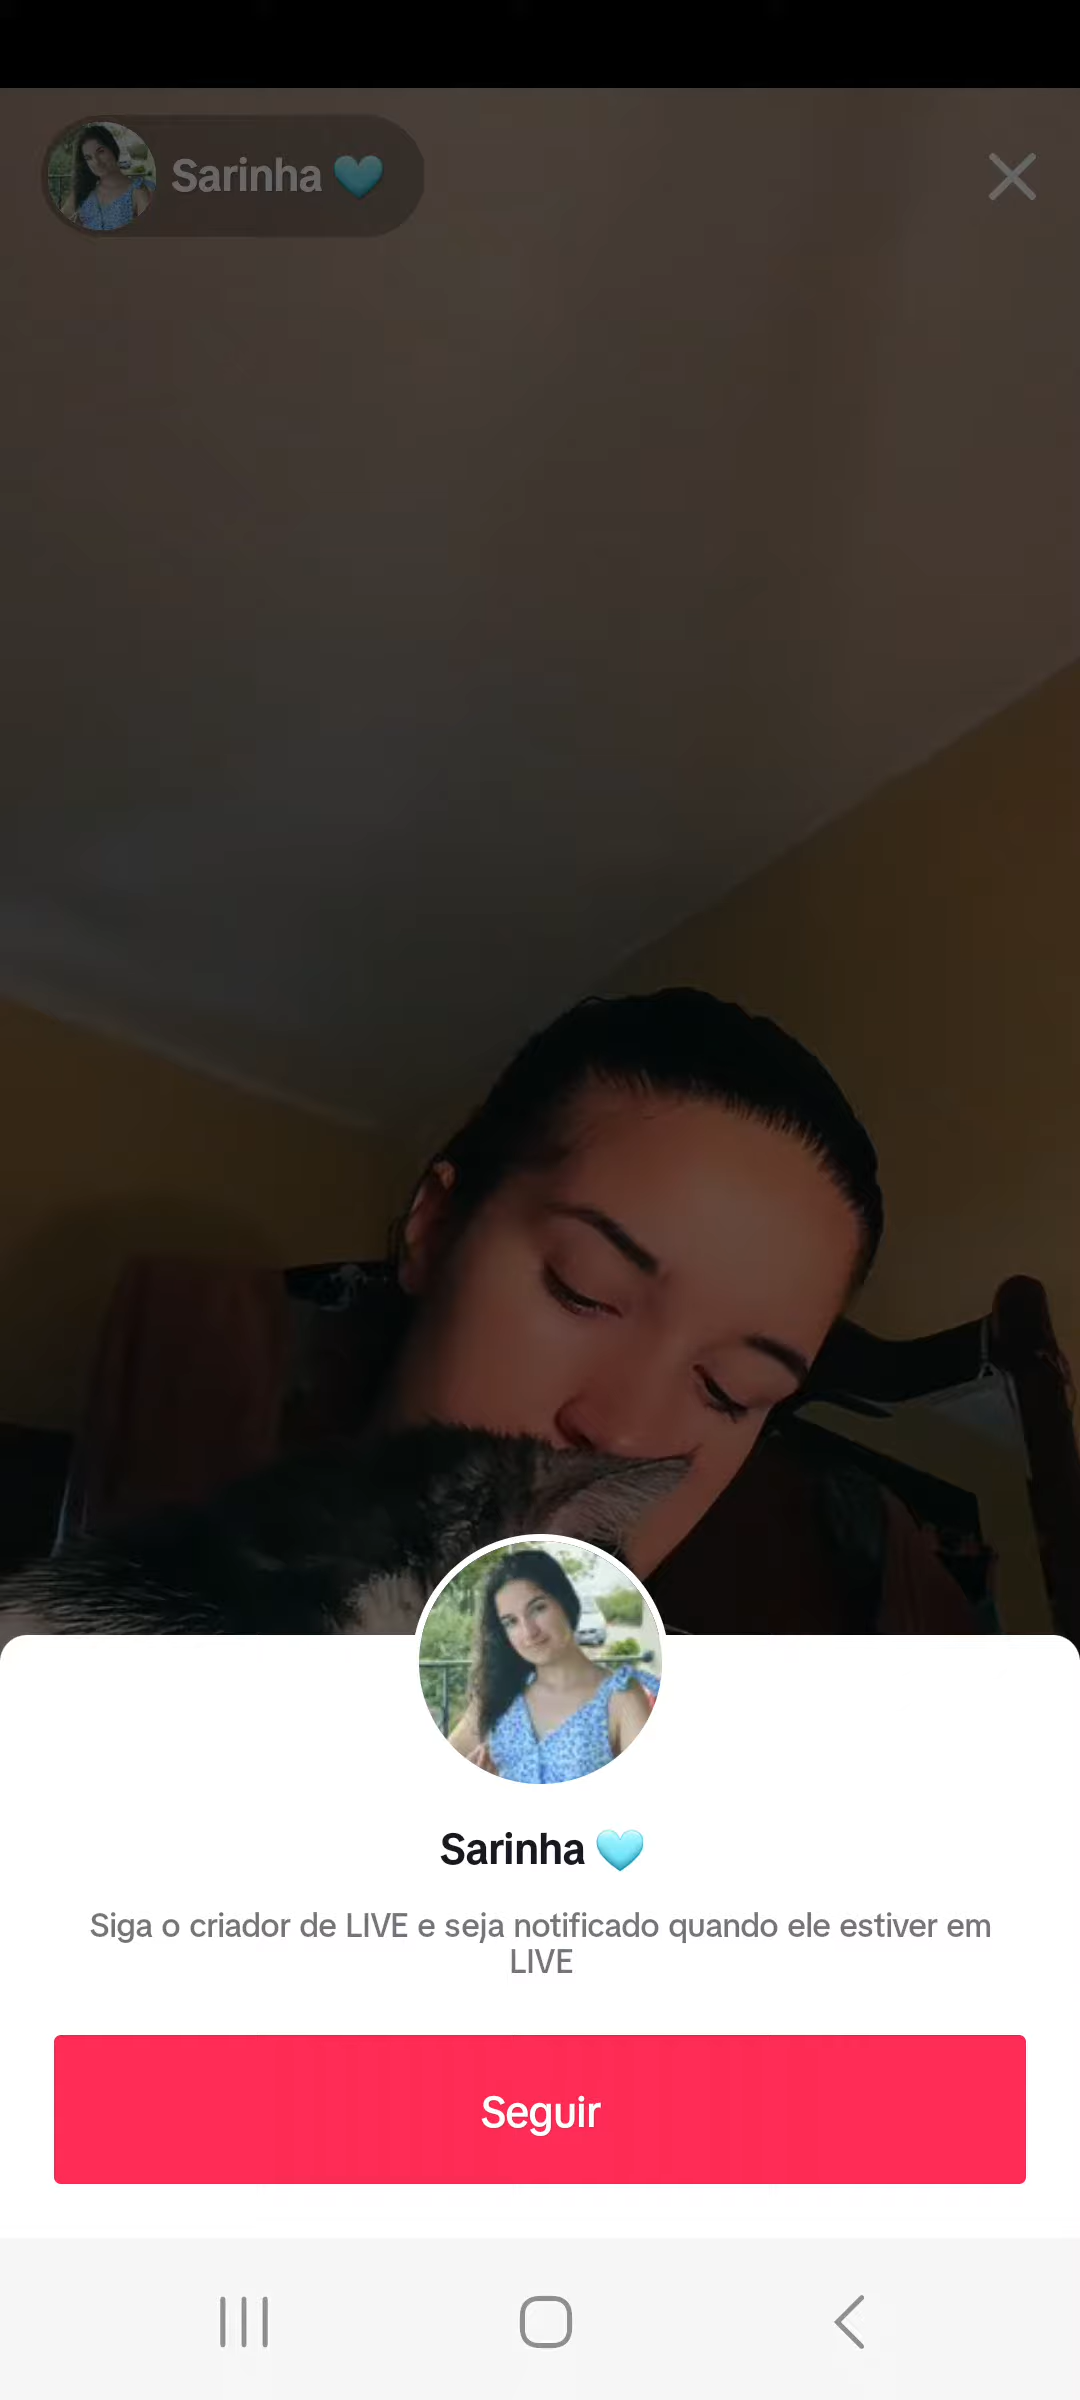 Sarinha 🩵
Sarinha 🩵
Siga o criador de LIVE e seja notificado quando ele estiver em
LIVE
Seguir